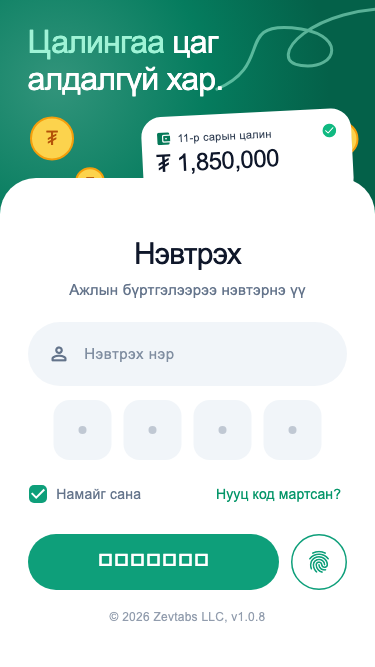 Цалингаа цаг
алдалгүй хар.
11-р сарын цалин
₮ 1,850,000
Нэвтрэх
Ажлын бүртгэлээрээ нэвтэрнэ үү
Нэвтрэх нэр
Намайг сана
Нууц код мартсан?
© 2026 Zevtabs LLC, v1.0.8